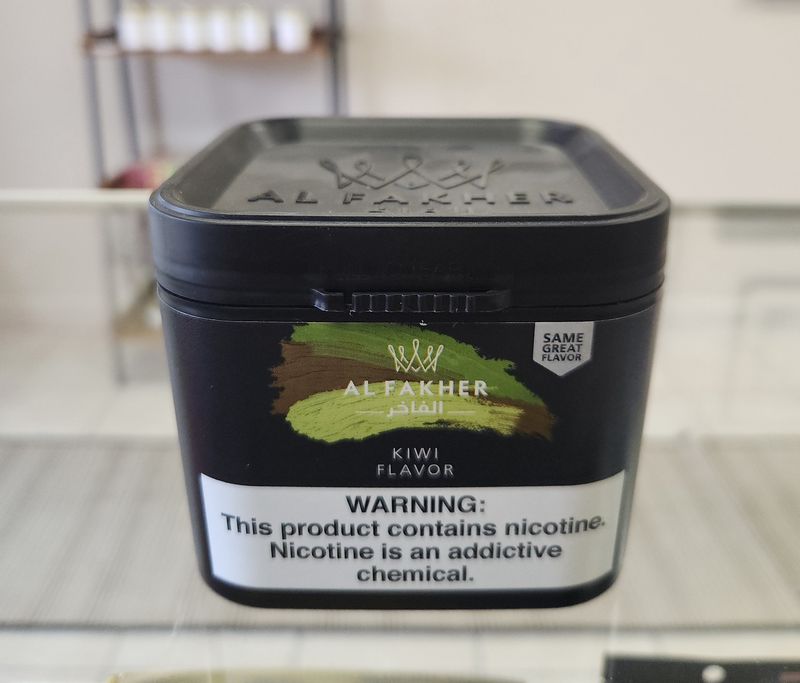 AL FAKHER
SAME
GREAT
FLAVOR
AL FAKHER
الفاخر
KIWI
FLAVOR
WARNING:
This product contains nicotine.
Nicotine is an addictive
chemical.